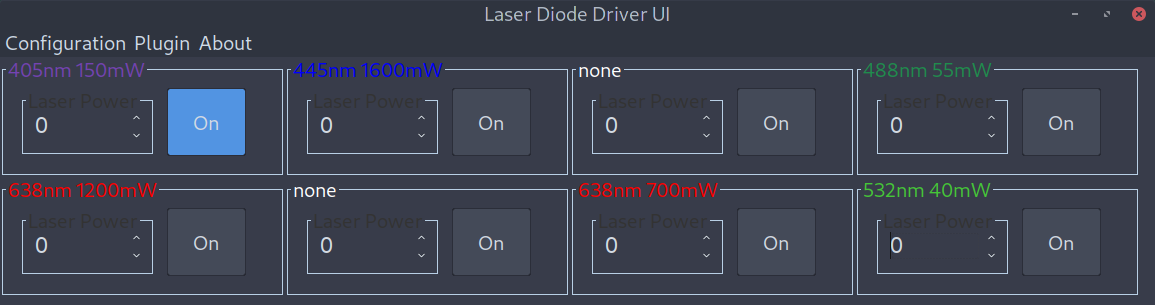 Laser Diode Driver UI
Configuration Plugin About
405nm 150mW 445nm 1600mW none 488nm 55mW
Laser Power Laser Power Laser Power Laser Power
0 On 0 On 0 On 0 On
638nm 1200mW none 638nm 700mW 532nm 40mW
Laser Power Laser Power Laser Power Laser Power
0 On 0 On 0 On 0 On